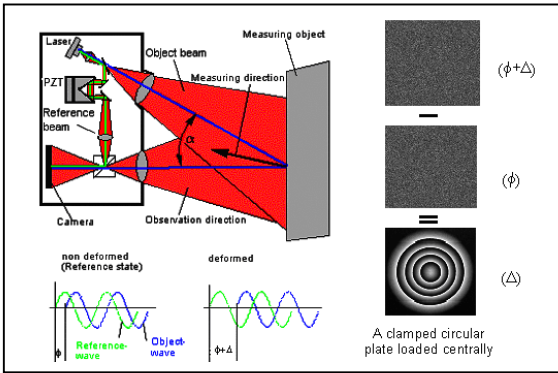 Laser
Object
beam
Measuring object
Measuring direction
PZT
Reference
beam
α
Camera
Observation direction
(ϕ+Δ)
(ϕ)
(Δ)
non deformed
(Reference state)
deformed
ϕ
Reference-
wave
Object-
wave
ϕ+Δ
A clamped circular
plate loaded centrally